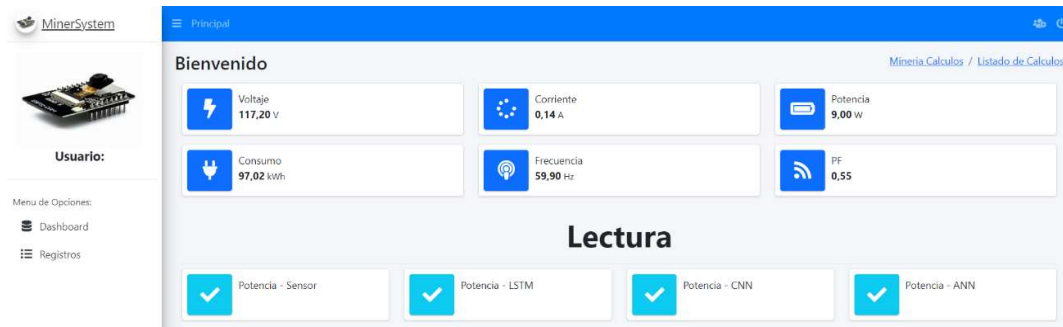 MinerSystem
Principal
Bienvenido
Mineria Calculos / Listado de Calculos
Voltaje
117,20 V
Corriente
0,14 A
Potencia
9,00 W
Usuario:
Consumo
97,02 kWh
Frecuencia
59,90 Hz
PF
0,55
Menu de Opciones:
Dashboard
Registros
Lectura
Potencia - Sensor
Potencia - LSTM
Potencia - CNN
Potencia - ANN